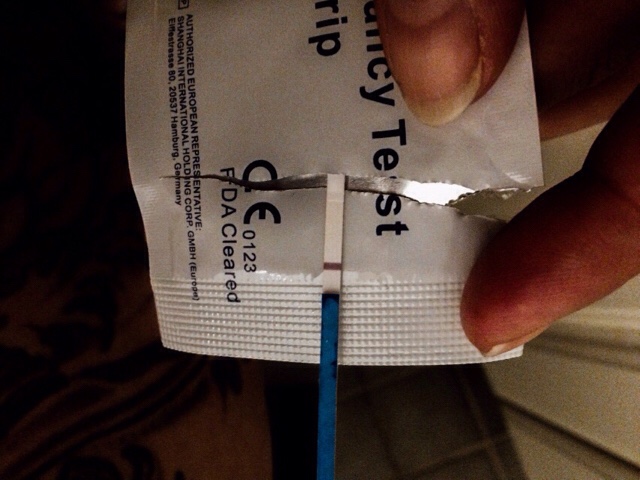 ancy Test
rip
CE 0123
FDA Cleared
AUTHORIZED EUROPEAN REPRESENTATIVE:
SHANGHAI INTERNATIONAL HOLDING CORP. GMBH (Europe)
Eiffestrasse 80, 20537 Hamburg, Germany